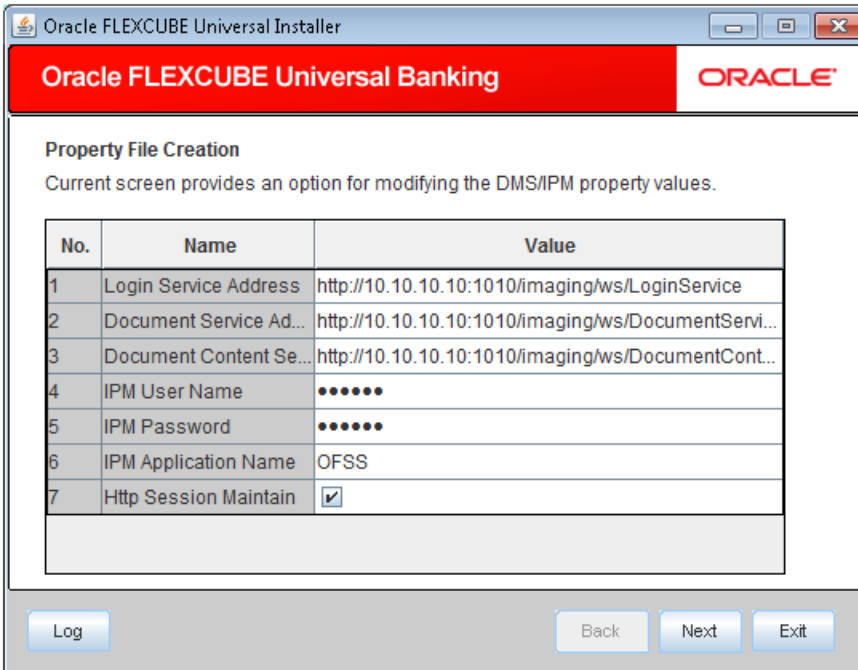 Oracle FLEXCUBE Universal Installer
Oracle FLEXCUBE Universal Banking
ORACLE
Property File Creation
Current screen provides an option for modifying the DMS/IPM property values.
No. Name Value
1 Login Service Address http://10.10.10.10:1010/imaging/ws/LoginService
2 Document Service Ad... http://10.10.10.10:1010/imaging/ws/DocumentServi...
3 Document Content Se... http://10.10.10.10:1010/imaging/ws/DocumentCont...
4 IPM User Name ●●●●●●
5 IPM Password ●●●●●●
6 IPM Application Name OFSS
7 Http Session Maintain ✔
Log Back Next Exit